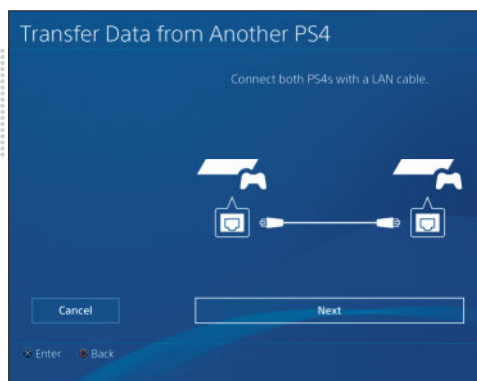 Transfer Data from Another PS4
Connect both PS4s with a LAN cable.
Cancel
Next
Enter Back